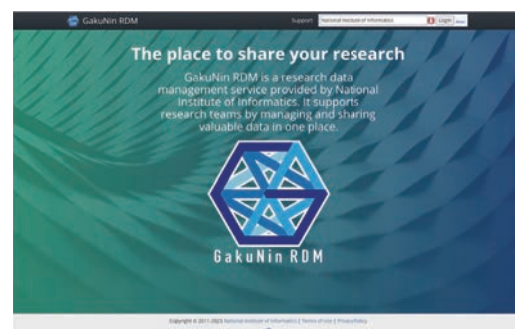 GakuNin RDM
Support National Institute of Informatics Login
The place to share your research
GakuNin RDM is a research data
management service provided by National
Institute of Informatics. It supports
research teams by managing and sharing
valuable data in one place.
GakuNin RDM
Copyright © 2011-2023 National Institute of Informatics | Terms of Use | PrivacyPolicy